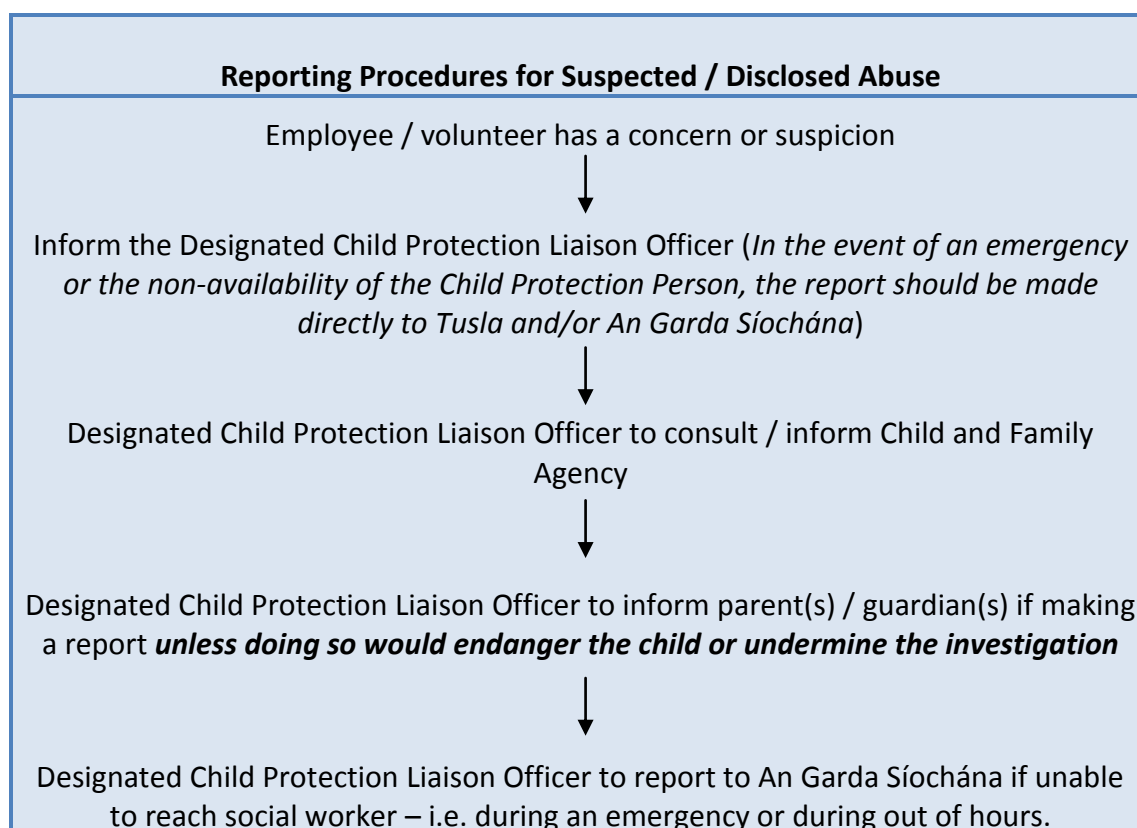 Reporting Procedures for Suspected / Disclosed Abuse
Employee / volunteer has a concern or suspicion
Inform the Designated Child Protection Liaison Officer (In the event of an emergency
or the non-availability of the Child Protection Person, the report should be made
directly to Tusla and/or An Garda Síochána)
Designated Child Protection Liaison Officer to consult / inform Child and Family
Agency
Designated Child Protection Liaison Officer to inform parent(s) / guardian(s) if making
a report unless doing so would endanger the child or undermine the investigation
Designated Child Protection Liaison Officer to report to An Garda Síochána if unable
to reach social worker – i.e. during an emergency or during out of hours.